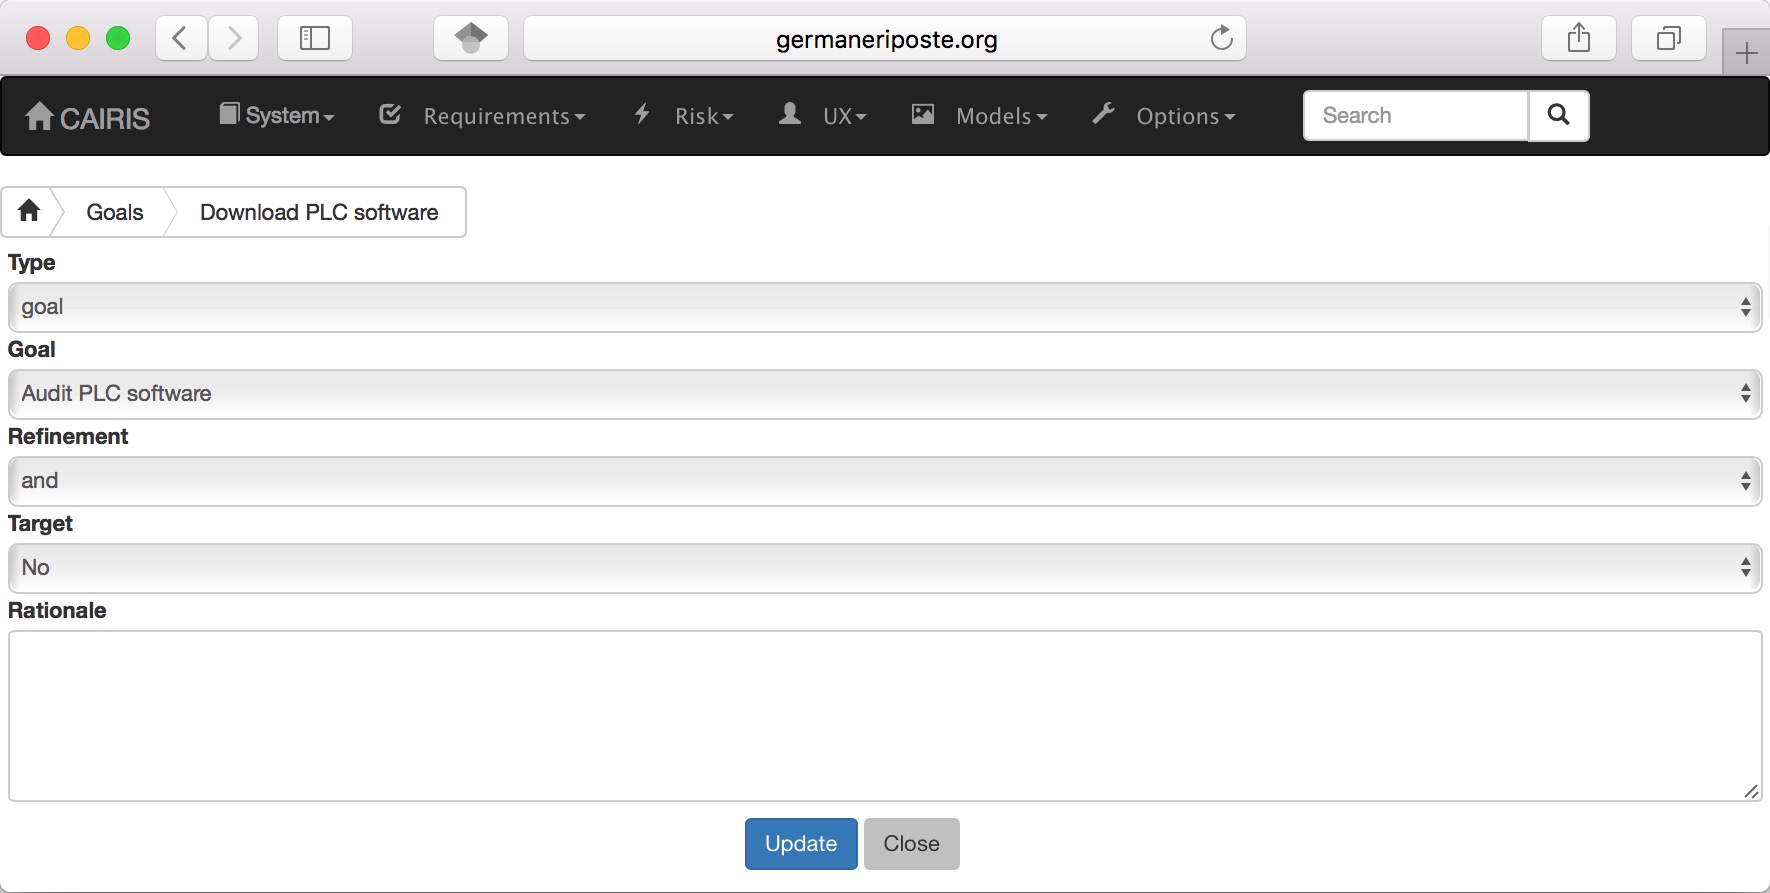 germaneriposte.org
CAIRIS System Requirements Risk UX Models Options Search
Goals Download PLC software
Type
goal
Goal
Audit PLC software
Refinement
and
Target
No
Rationale
Update Close